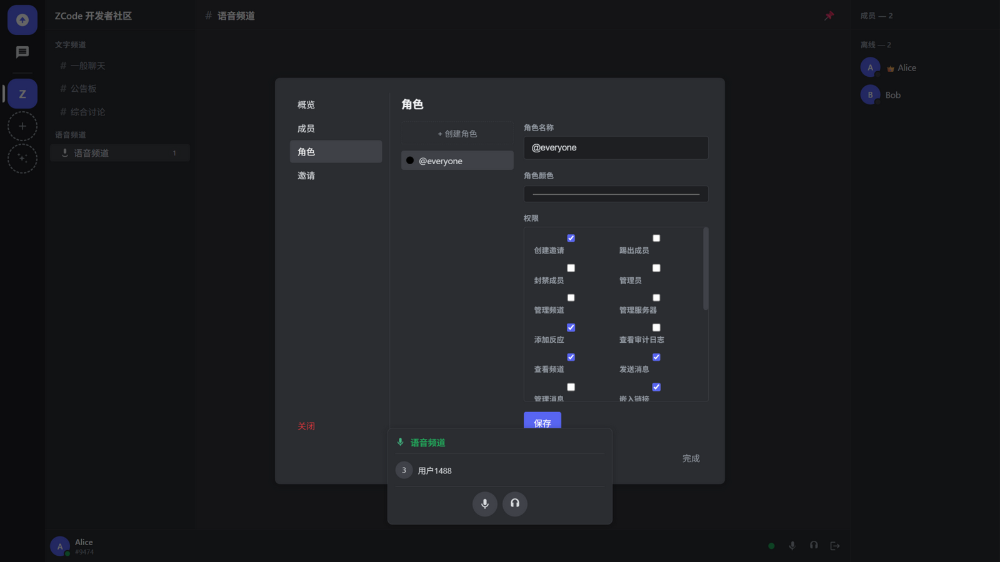 ZCode 开发者社区
# 语音频道
成员 — 2
文字频道
# 一般聊天
# 公告板
# 综合讨论
语音频道
语音频道 1
Z
离线 — 2
A Alice
B Bob
概览
成员
角色
邀请
关闭
角色
+ 创建角色
@everyone
角色名称
@everyone
角色颜色
权限
创建邀请 踢出成员
封禁成员 管理员
管理频道 管理服务器
添加反应 查看审计日志
查看频道 发送消息
管理消息 嵌入链接
保存
语音频道
3 用户1488
完成
A Alice
#9474